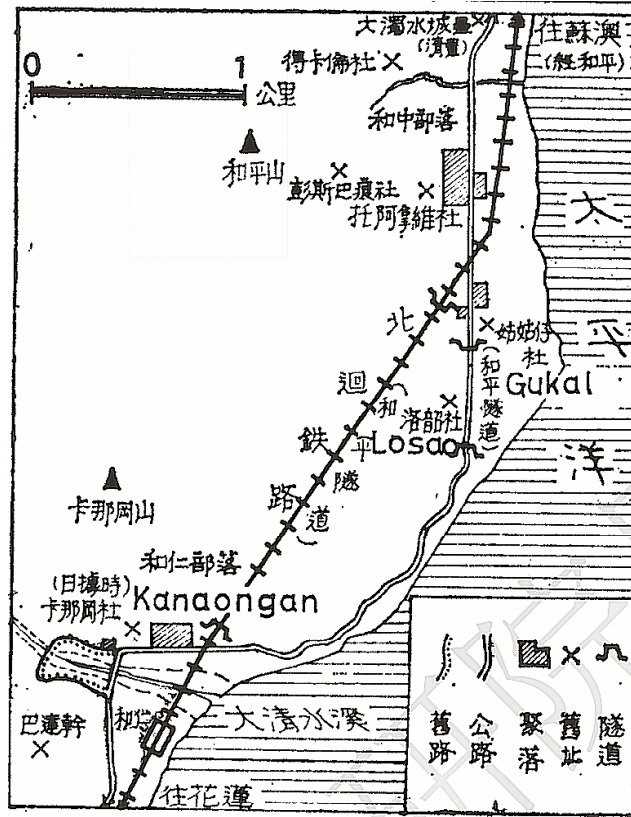 大濁水城壘
(清置)
往蘇澳
(經和平)
0 1
公里
得卡倫社
和中部落
和平山
彭斯巴痕社
托阿拿維社
太平洋
北迴鉄路
(和平隧道)
姑姑仔
社
Gukal
(和平隧道)
洛韶社
Losao
卡那岡山
和仁部落
(日據時)
Kanaongan
卡那岡社
巴蓬幹
和仁
大清水溪
往花蓮
舊路
公路
聚落
舊址
隧道